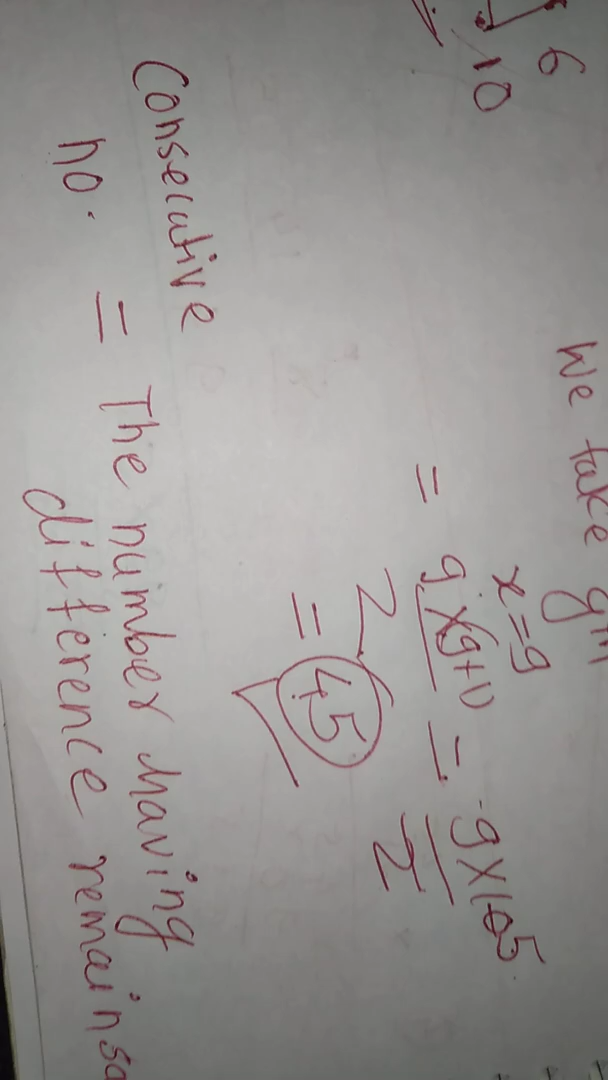 6
10
We take
x=9
= 9×(9+1) = 9×10 5
2 2
= 45
Consecutive
no. = The number having
difference remains